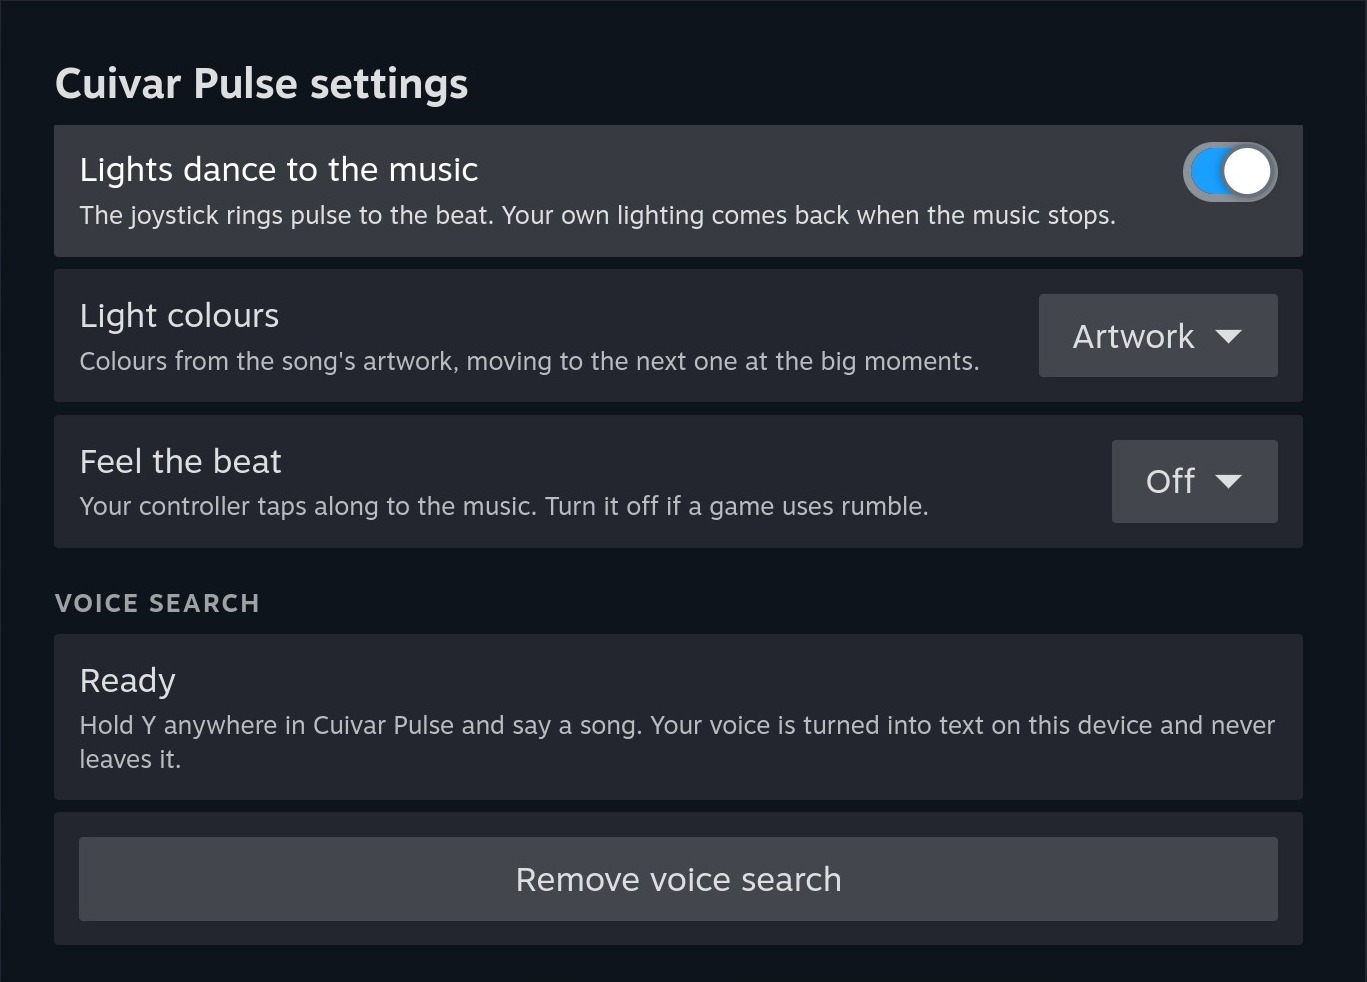 Cuivar Pulse settings
Lights dance to the music
The joystick rings pulse to the beat. Your own lighting comes back when the music stops.
Light colours
Artwork
Colours from the song's artwork, moving to the next one at the big moments.
Feel the beat
Off
Your controller taps along to the music. Turn it off if a game uses rumble.
VOICE SEARCH
Ready
Hold Y anywhere in Cuivar Pulse and say a song. Your voice is turned into text on this device and never
leaves it.
Remove voice search